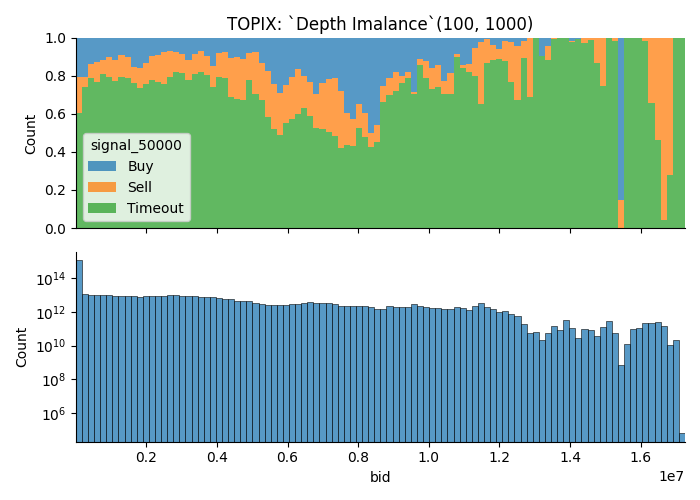 TOPIX: `Depth Imalance`(100, 1000)
1.0
0.8
0.6
0.4
0.2
0.0
Count
signal_50000
Buy
Sell
Timeout
10^14
10^12
10^10
10^8
10^6
Count
0.2 0.4 0.6 0.8 1.0 1.2 1.4 1.6
1e7
bid